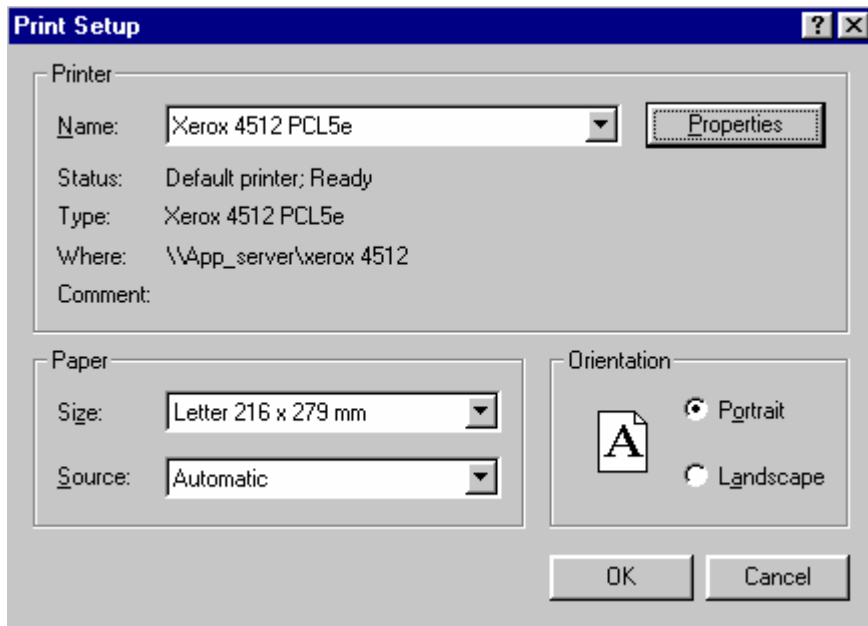 Print Setup
Printer
Name: Xerox 4512 PCL5e Properties
Status: Default printer; Ready
Type: Xerox 4512 PCL5e
Where: \\App_server\xerox 4512
Comment:
Paper
Size: Letter 216 x 279 mm
Source: Automatic
Orientation
A
Portrait
Landscape
OK Cancel